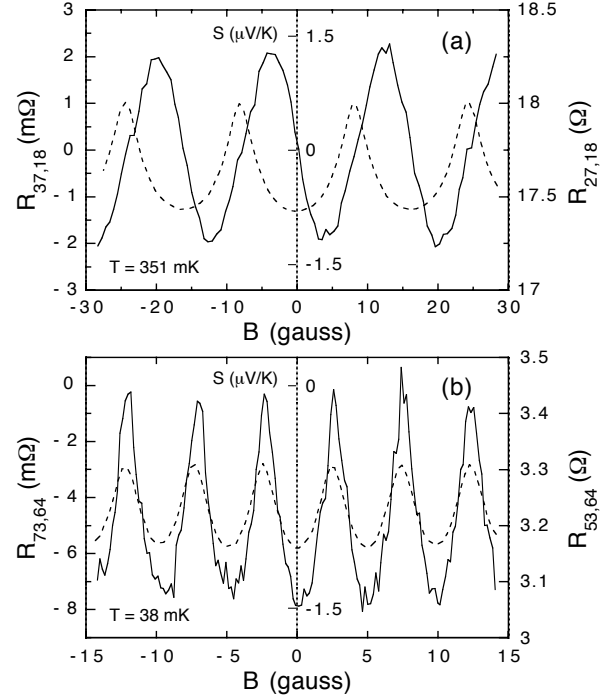 3
2
1
0
- 1
- 2
- 3
R37,18 (mΩ)
S (μV/K)
1.5
0
-1.5
(a)
T = 351 mK
18.5
18
17.5
17
R27,18 (Ω)
-30 -20 -10 0 10 20 30
B (gauss)
0
- 2
- 4
- 6
- 8
R73,64 (mΩ)
S (μV/K)
0
-1.5
(b)
T = 38 mK
3.5
3.4
3.3
3.2
3.1
3
R53,64 (Ω)
-15 -10 -5 0 5 10 15
B (gauss)